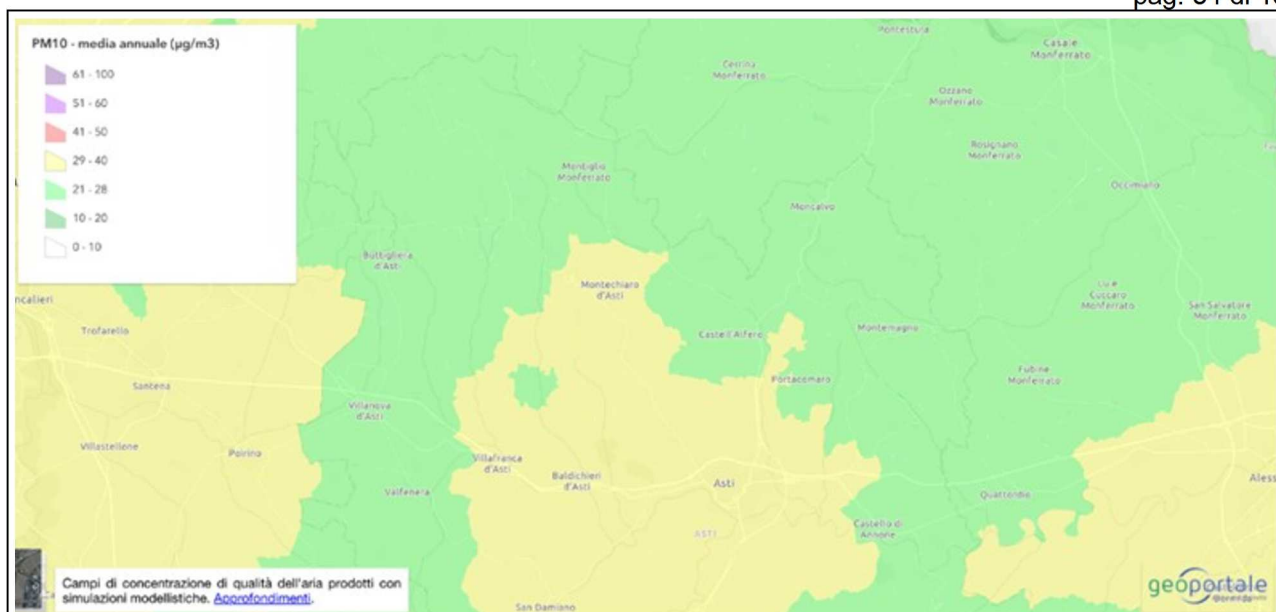 PM10 - media annuale (µg/m3)
61 - 100
51 - 60
41 - 50
29 - 40
21 - 28
10 - 20
0 - 10
Pontestura
Casale
Monferrato
Cerrina
Monferrato
Ozzano
Monferrato
Rosignano
Monferrato
Montiglio
Monferrato
Occimiano
Moncalvo
Buttigliera
d'Asti
Montechiaro
d'Asti
Lu e
Cuccaro
Monferrato
San Salvatore
Monferrato
ncalieri
Trofarello
Castell'Alfero
Montemagno
Santena
Portacomaro
Fubine
Monferrato
Villanova
d'Asti
Villastellone
Poirino
Villafranca
d'Asti
Baldichieri
d'Asti
Asti
Aless
Valfenera
Quattordio
Castello di
Annone
ASTI
Campi di concentrazione di qualità dell'aria prodotti con
simulazioni modellistiche. Approfondimenti.
San Damiano
geoportale